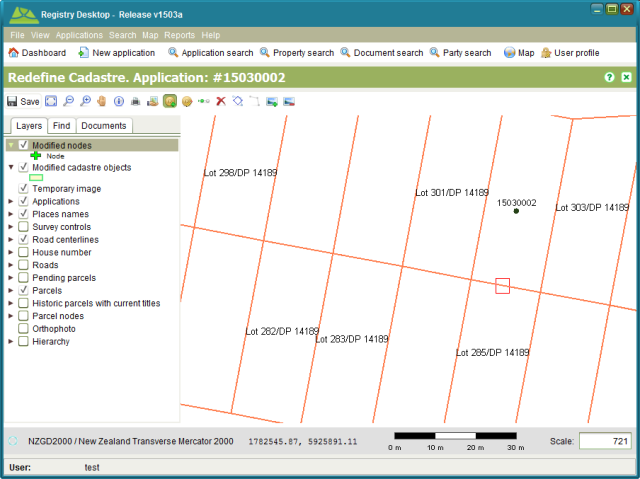 Registry Desktop - Release v1503a
File View Applications Search Map Reports Help
Dashboard New application Application search Property search Document search Party search Map User profile
Redefine Cadastre. Application: #15030002
Save
Layers Find Documents
Modified nodes
Node
Modified cadastre objects
Temporary image
Applications
Places names
Survey controls
Road centerlines
House number
Roads
Pending parcels
Parcels
Historic parcels with current titles
Parcel nodes
Orthophoto
Hierarchy
Lot 298/DP 14189
Lot 301/DP 14189
15030002
Lot 303/DP 14189
Lot 282/DP 14189
Lot 283/DP 14189
Lot 285/DP 14189
NZGD2000 / New Zealand Transverse Mercator 2000 1782545.87, 5925891.11
0 m 10 m 20 m 30 m
Scale: 721
User: test